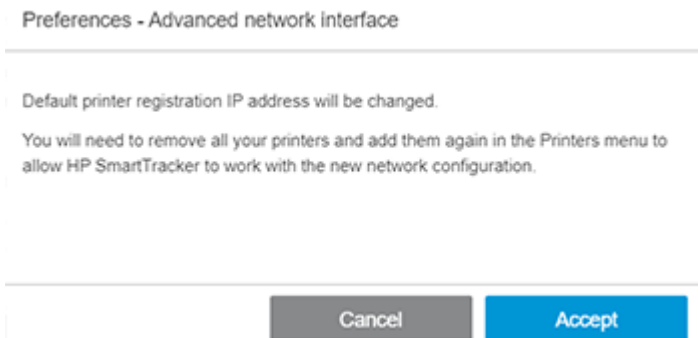 Preferences - Advanced network interface
Default printer registration IP address will be changed.
You will need to remove all your printers and add them again in the Printers menu to
allow HP SmartTracker to work with the new network configuration.
Cancel
Accept